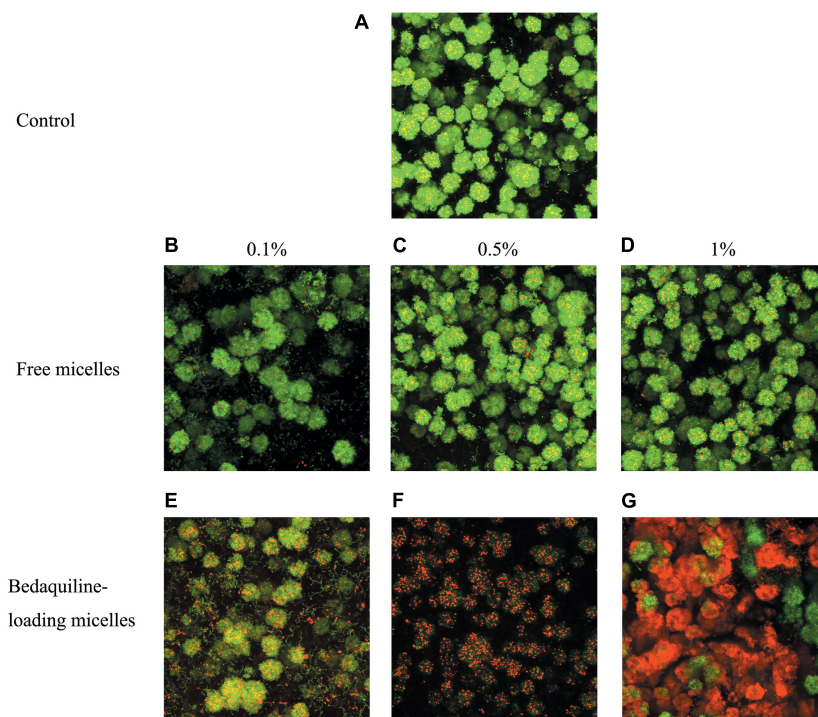 A
Control
B 0.1% C 0.5% D 1%
Free micelles
E F G
Bedaquiline-
loading micelles